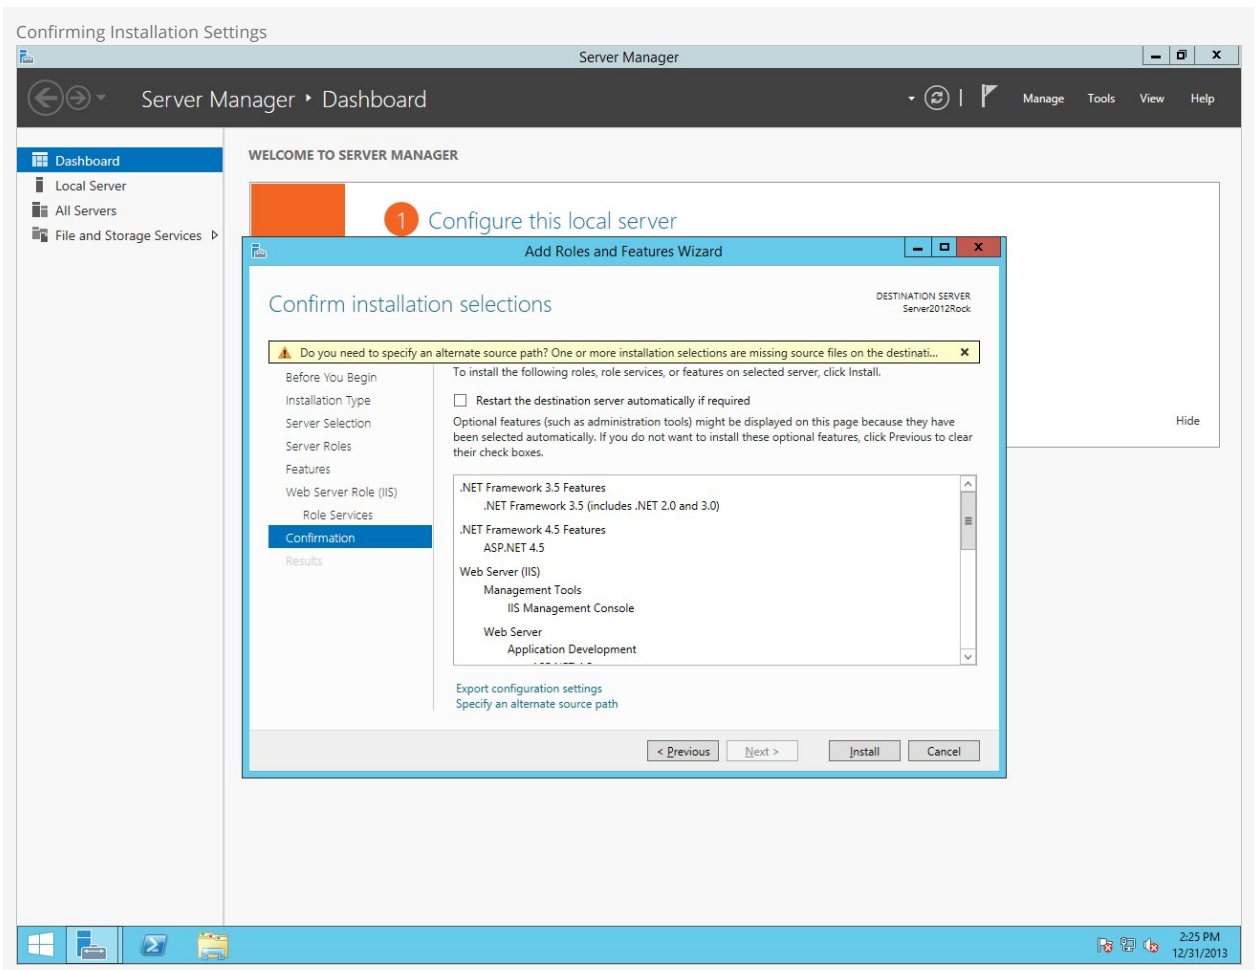 Confirming Installation Settings
Server Manager
Server Manager ‣ Dashboard
Manage Tools View Help
Dashboard
Local Server
All Servers
File and Storage Services
WELCOME TO SERVER MANAGER
1 Configure this local server
Hide
Add Roles and Features Wizard
Confirm installation selections
DESTINATION SERVER
Server2012Rock
Do you need to specify an alternate source path? One or more installation selections are missing source files on the destinati...
Before You Begin
Installation Type
Server Selection
Server Roles
Features
Web Server Role (IIS)
Role Services
Confirmation
Results
To install the following roles, role services, or features on selected server, click Install.
Restart the destination server automatically if required
Optional features (such as administration tools) might be displayed on this page because they have
been selected automatically. If you do not want to install these optional features, click Previous to clear
their check boxes.
.NET Framework 3.5 Features
.NET Framework 3.5 (includes .NET 2.0 and 3.0)
.NET Framework 4.5 Features
ASP.NET 4.5
Web Server (IIS)
Management Tools
IIS Management Console
Web Server
Application Development
Export configuration settings
Specify an alternate source path
< Previous Next > Install Cancel
2:25 PM
12/31/2013